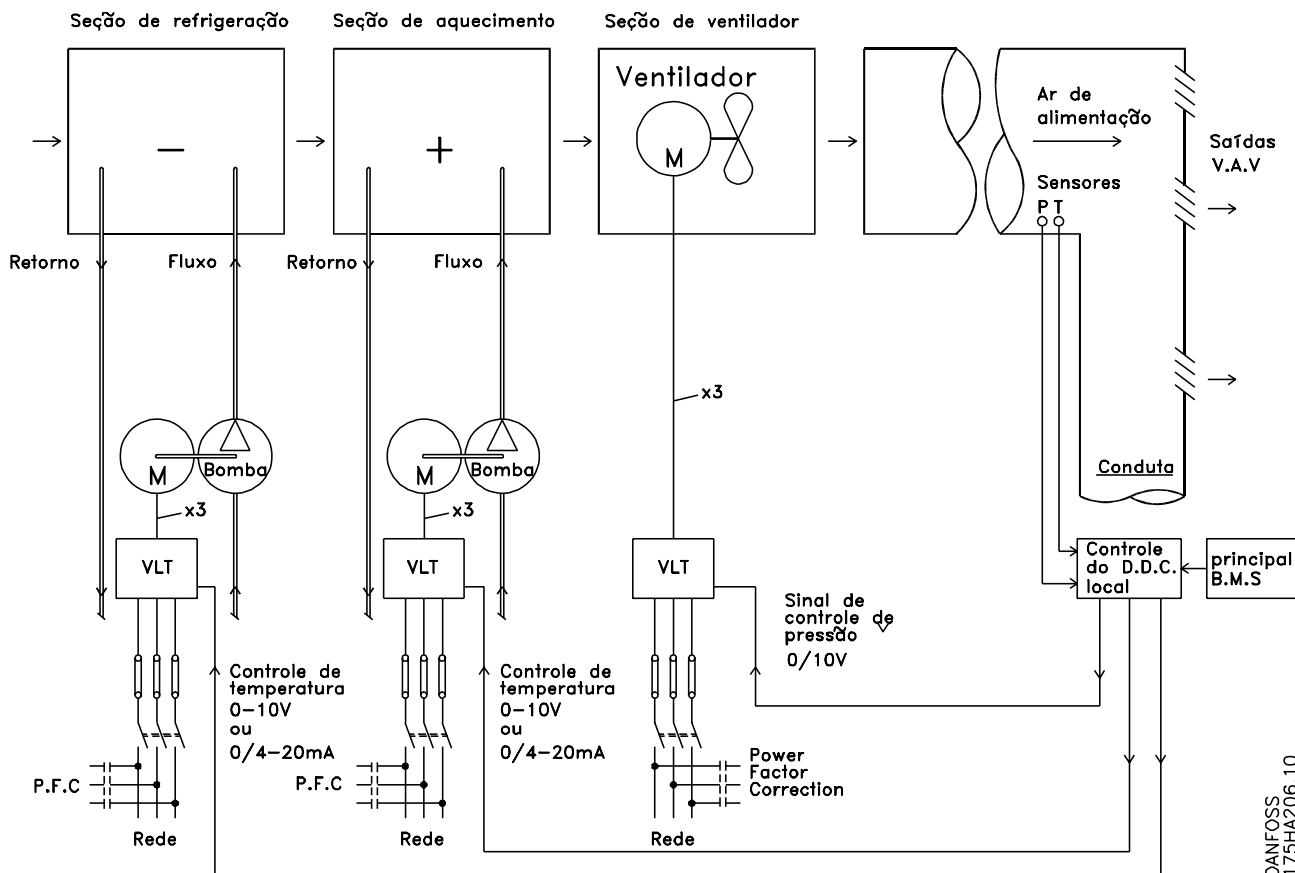 Seção de refrigeração
Seção de aquecimento
Seção de ventilador
Ventilador
M
Ar de
alimentação
Saídas
V.A.V
Sensores
P T
Retorno
Fluxo
Retorno
Fluxo
x3
M
Bomba
M
Bomba
Conduta
x3
x3
VLT
VLT
VLT
Controle
do D.D.C.
local
principal
B.M.S
Sinal de
controle de
pressão
0/10V
Controle de
temperatura
0-10V
ou
0/4-20mA
Controle de
temperatura
0-10V
ou
0/4-20mA
P.F.C
P.F.C
Power
Factor
Correction
Rede
Rede
Rede
DANFOSS
175HA206.10